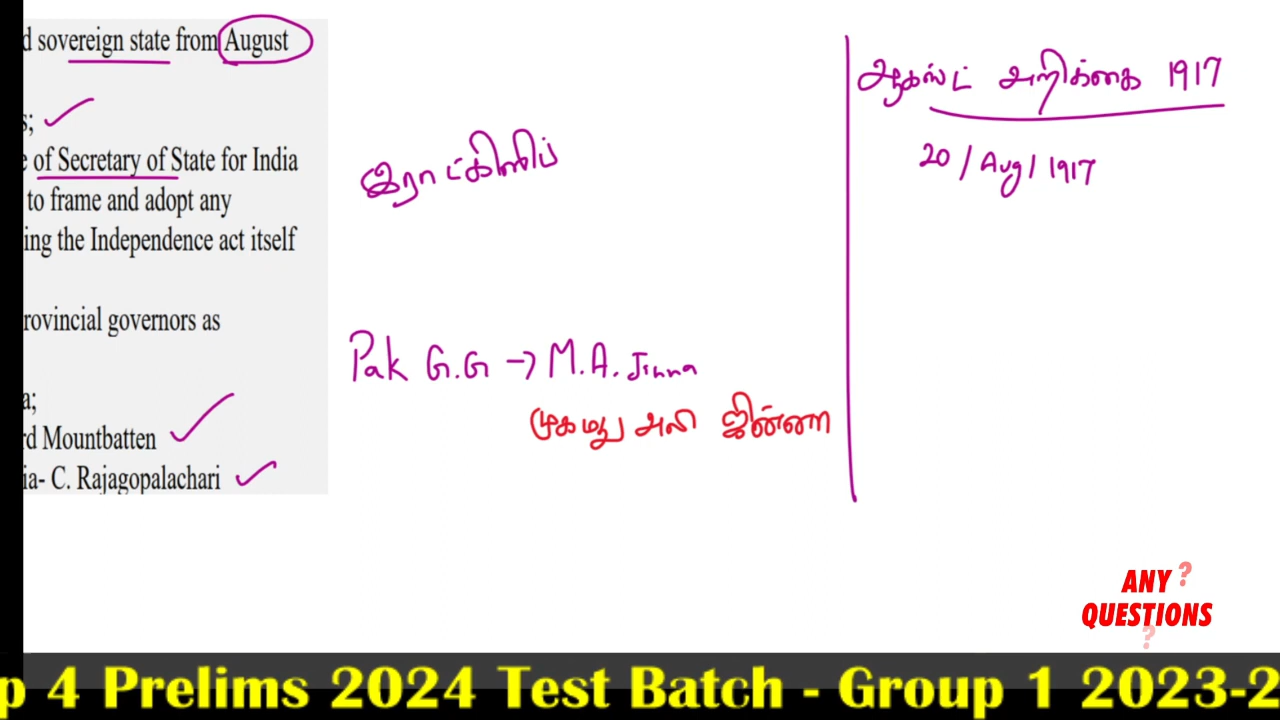 d sovereign state from August
s;
e of Secretary of State for India
to frame and adopt any
ing the Independence act itself
rovincial governors as
a;
rd Mountbatten
ia- C. Rajagopalachari
Pak G.G → M.A. Jinna
முகமது அலி ஜின்னா
ஆகஸ்ட் அறிக்கை 1917
20 / Aug / 1917
ANY ?
QUESTIONS
?
p 4 Prelims 2024 Test Batch - Group 1 2023-2